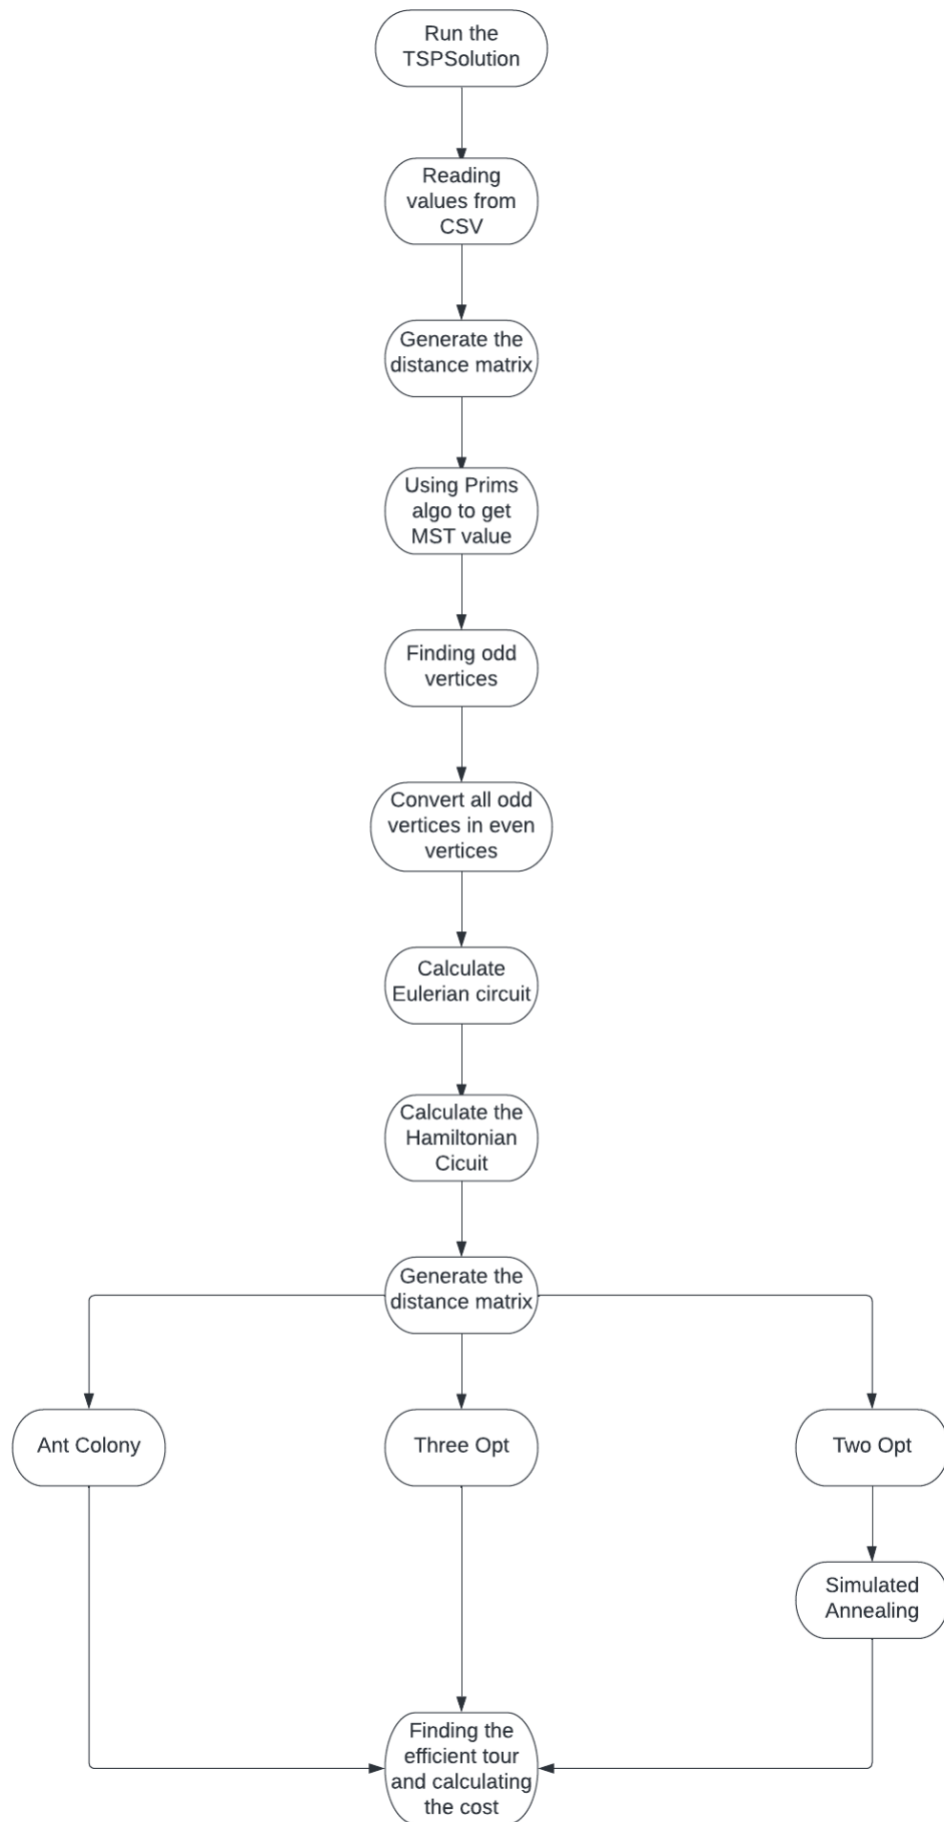 Run the
TSPSolution
Reading
values from
CSV
Generate the
distance matrix
Using Prims
algo to get
MST value
Finding odd
vertices
Convert all odd
vertices in even
vertices
Calculate
Eulerian circuit
Calculate the
Hamiltonian
Cicuit
Generate the
distance matrix
Ant Colony
Three Opt
Two Opt
Simulated
Annealing
Finding the
efficient tour
and calculating
the cost